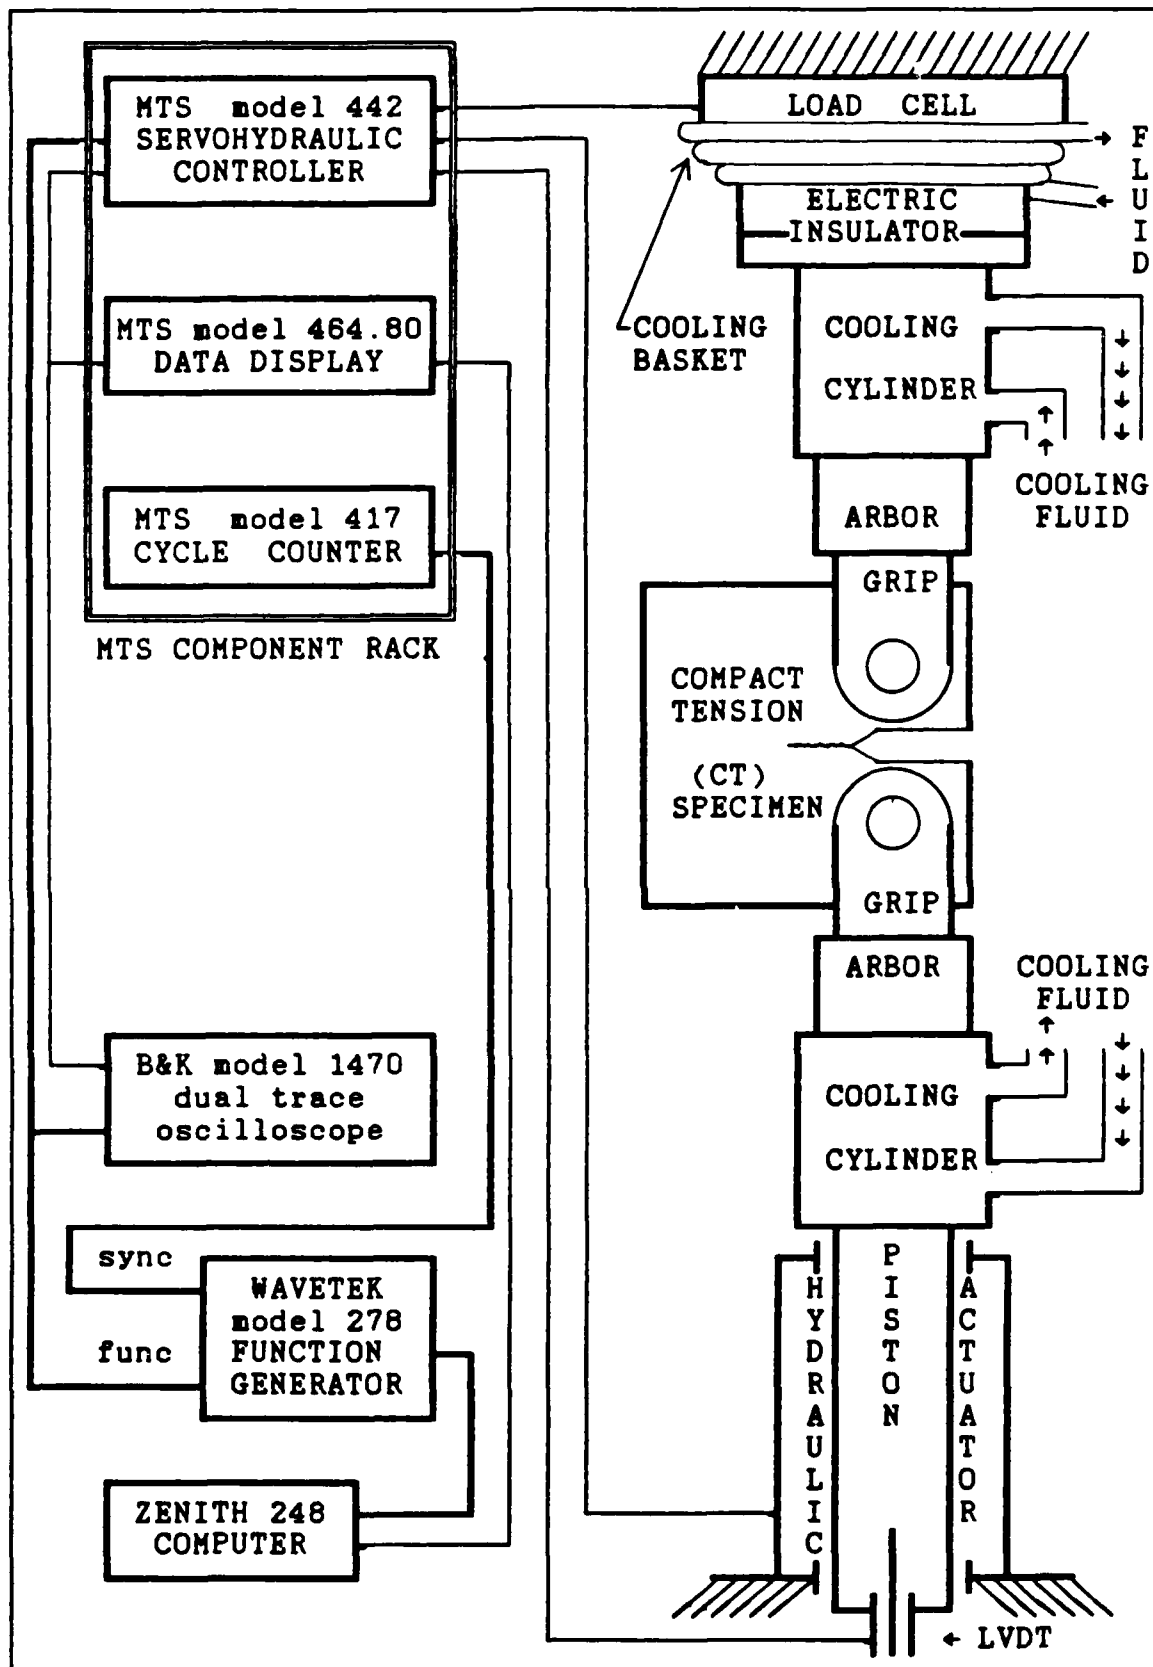 MTS model 442
SERVOHYDRAULIC
CONTROLLER
MTS model 464.80
DATA DISPLAY
MTS model 417
CYCLE COUNTER
MTS COMPONENT RACK
B&K model 1470
dual trace
oscilloscope
sync
func
WAVETEK
model 278
FUNCTION
GENERATOR
ZENITH 248
COMPUTER
LOAD CELL
FLUID
ELECTRIC
INSULATOR
COOLING
BASKET
COOLING
CYLINDER
COOLING
FLUID
ARBOR
GRIP
COMPACT
TENSION
(CT)
SPECIMEN
GRIP
ARBOR
COOLING
FLUID
COOLING
CYLINDER
HYDRAULIC
PISTON
ACTUATOR
LVDT